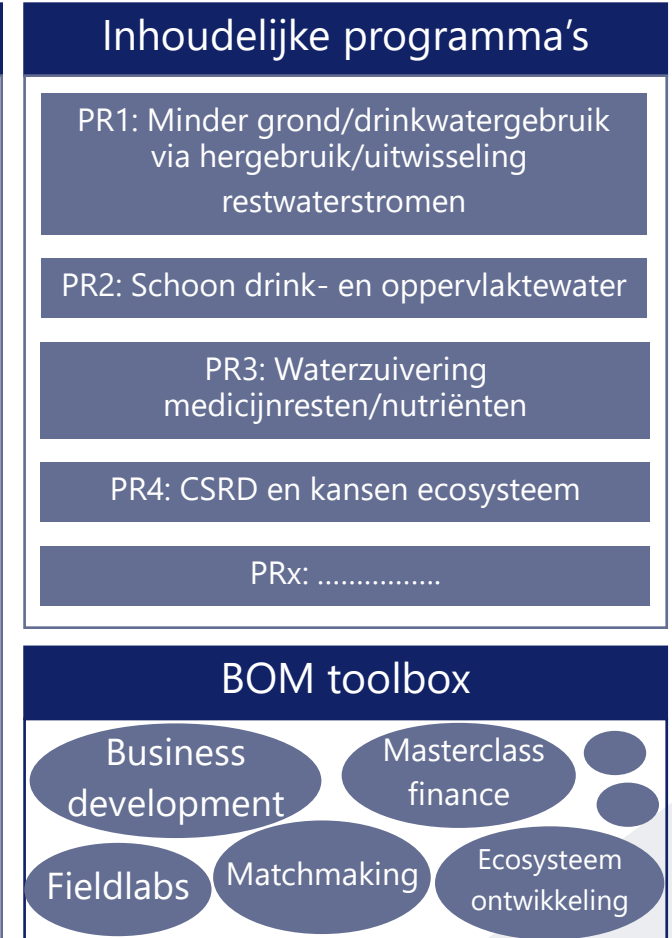 Inhoudelijke programma's
PR1: Minder grond/drinkwatergebruik
via hergebruik/uitwisseling
restwaterstromen
PR2: Schoon drink- en oppervlaktewater
PR3: Waterzuivering
medicijnresten/nutriënten
PR4: CSRD en kansen ecosysteem
PRx: ...............
BOM toolbox
Business
development
Masterclass
finance
Fieldlabs
Matchmaking
Ecosysteem
ontwikkeling